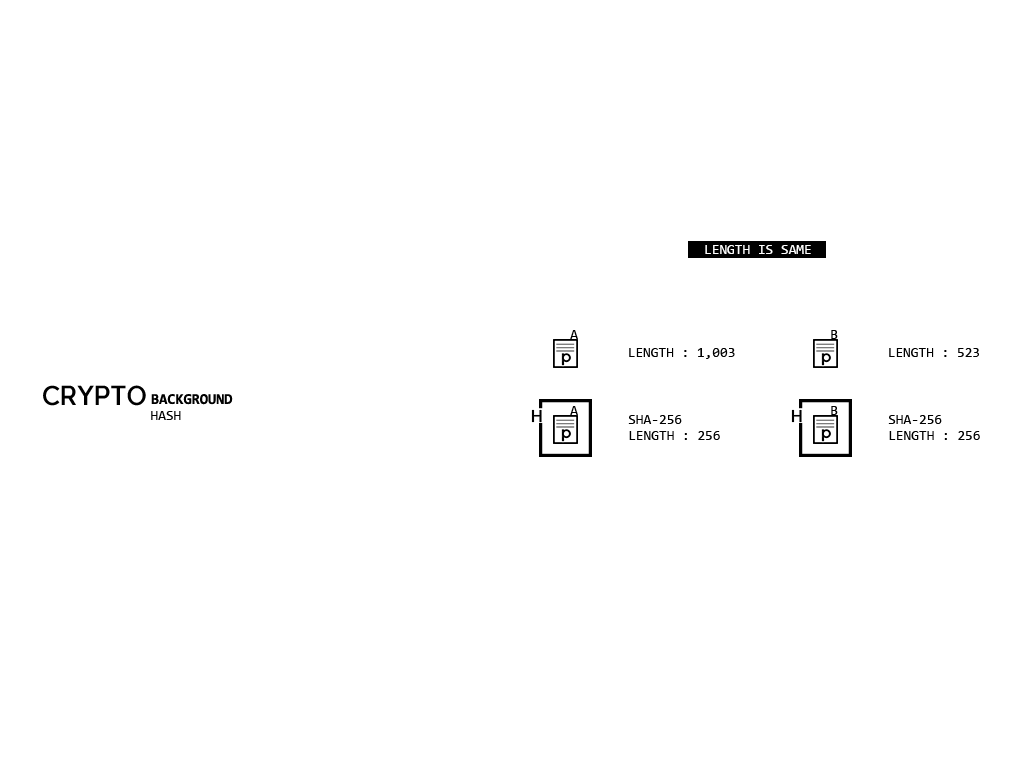 LENGTH IS SAME
A
p
LENGTH : 1,003
B
p
LENGTH : 523
CRYPTO BACKGROUND
HASH
H
A
p
SHA-256
LENGTH : 256
H
B
p
SHA-256
LENGTH : 256